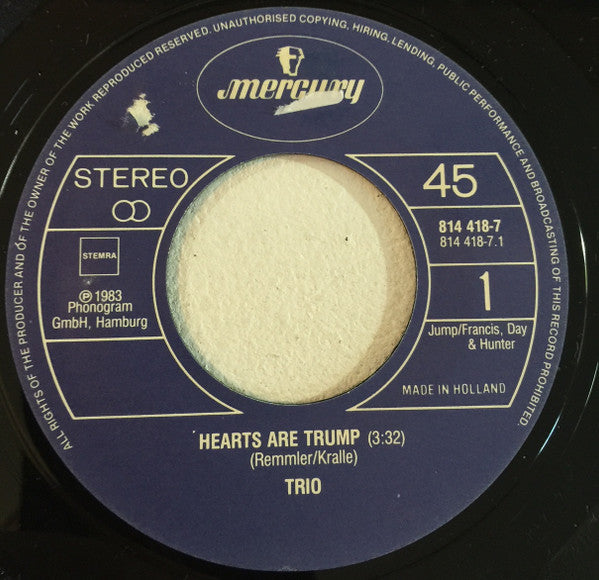 ALL RIGHTS OF THE PRODUCER AND OF THE OWNER OF THE WORK REPRODUCED RESERVED. UNAUTHORISED COPYING, HIRING, LENDING, PUBLIC PERFORMANCE AND BROADCASTING OF THIS RECORD PROHIBITED.
mercury
STEREO
STEMRA
℗ 1983
Phonogram
GmbH, Hamburg
45
814 418-7
814 418-7.1
1
Jump/Francis, Day
& Hunter
MADE IN HOLLAND
HEARTS ARE TRUMP (3:32)
(Remmler/Kralle)
TRIO